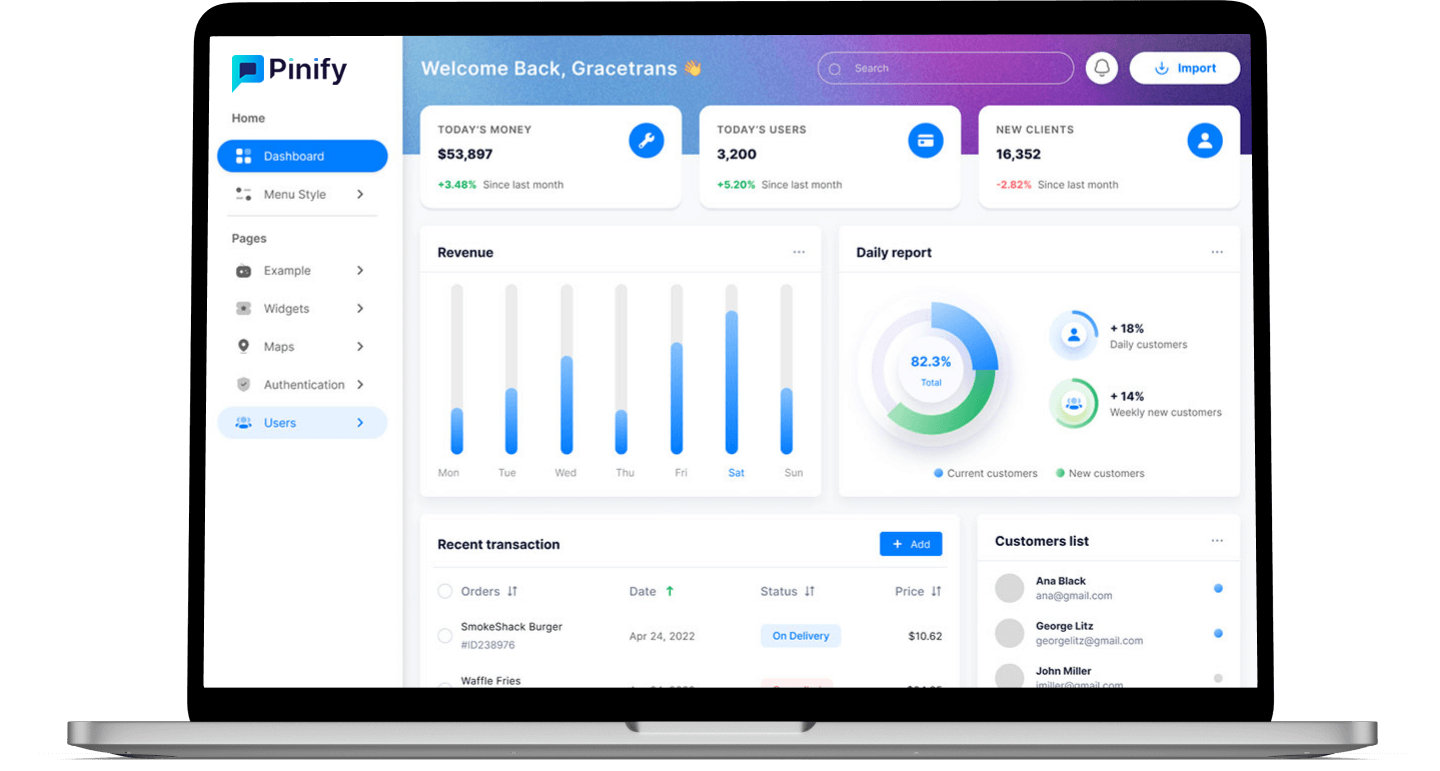 Pinify
Home
Dashboard
Menu Style
Pages
Example
Widgets
Maps
Authentication
Users
Welcome Back, Gracetrans 👋
Search
Import
TODAY'S MONEY
$53,897
+3.48% Since last month
TODAY'S USERS
3,200
+5.20% Since last month
NEW CLIENTS
16,352
-2.82% Since last month
Revenue
Mon Tue Wed Thu Fri Sat Sun
Daily report
82.3%
Total
+ 18%
Daily customers
+ 14%
Weekly new customers
Current customers New customers
Recent transaction
+ Add
Orders Date Status Price
SmokeShack Burger
#ID238976
Apr 24, 2022
On Delivery
$10.62
Waffle Fries
Customers list
Ana Black
ana@gmail.com
George Litz
georgelitz@gmail.com
John Miller
jmiller@gmail.com